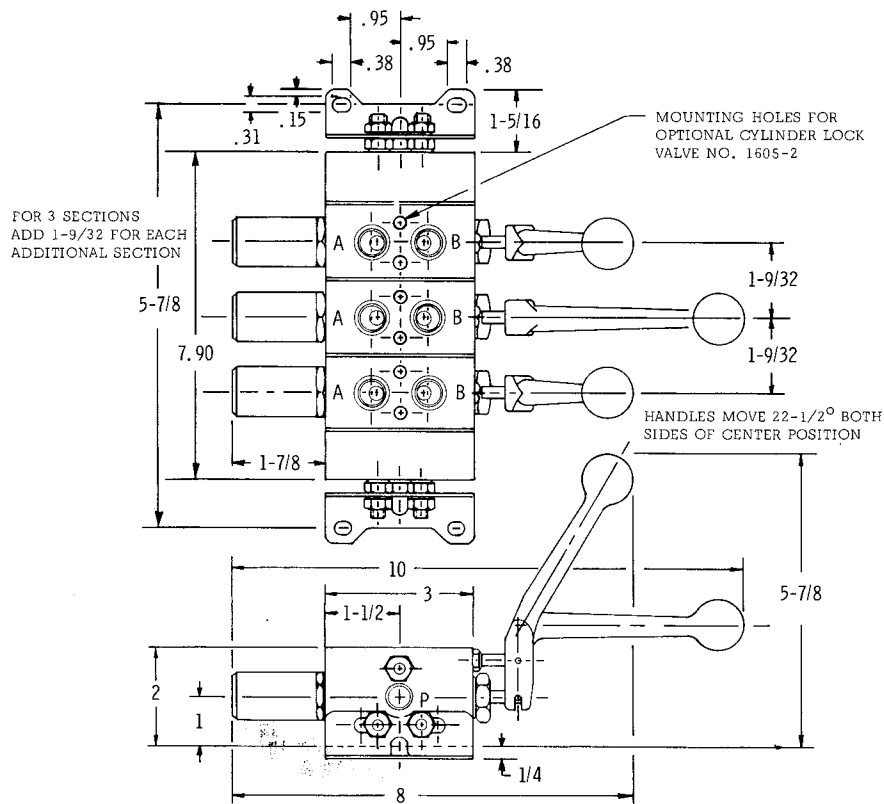 .95
.95
.38
.38
.15
.31
1-5/16
MOUNTING HOLES FOR
OPTIONAL CYLINDER LOCK
VALVE NO. 1605-2
FOR 3 SECTIONS
ADD 1-9/32 FOR EACH
ADDITIONAL SECTION
A
B
1-9/32
5-7/8
A
B
7.90
1-9/32
A
B
HANDLES MOVE 22-1/2° BOTH
SIDES OF CENTER POSITION
1-7/8
10
3
5-7/8
1-1/2
2
P
1
1/4
8